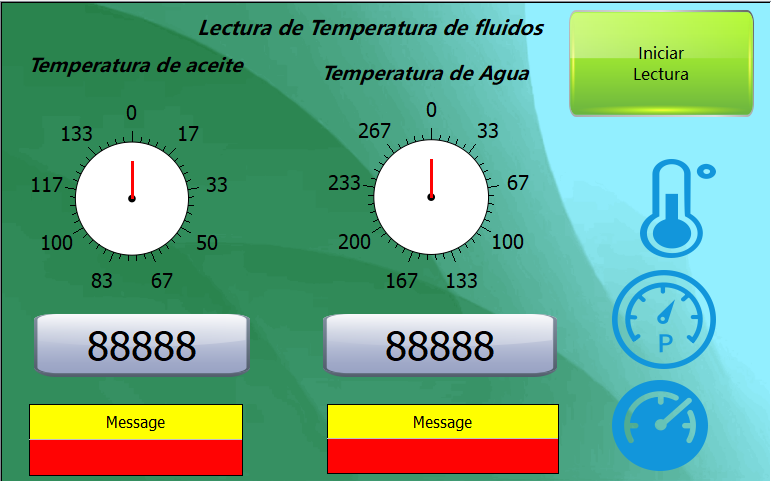 Lectura de Temperatura de fluidos
Iniciar
Lectura
Temperatura de aceite
Temperatura de Agua
0
133
17
117
33
100
50
83
67
0
267
33
233
67
200
100
167
133
P
88888
88888
Message
Message